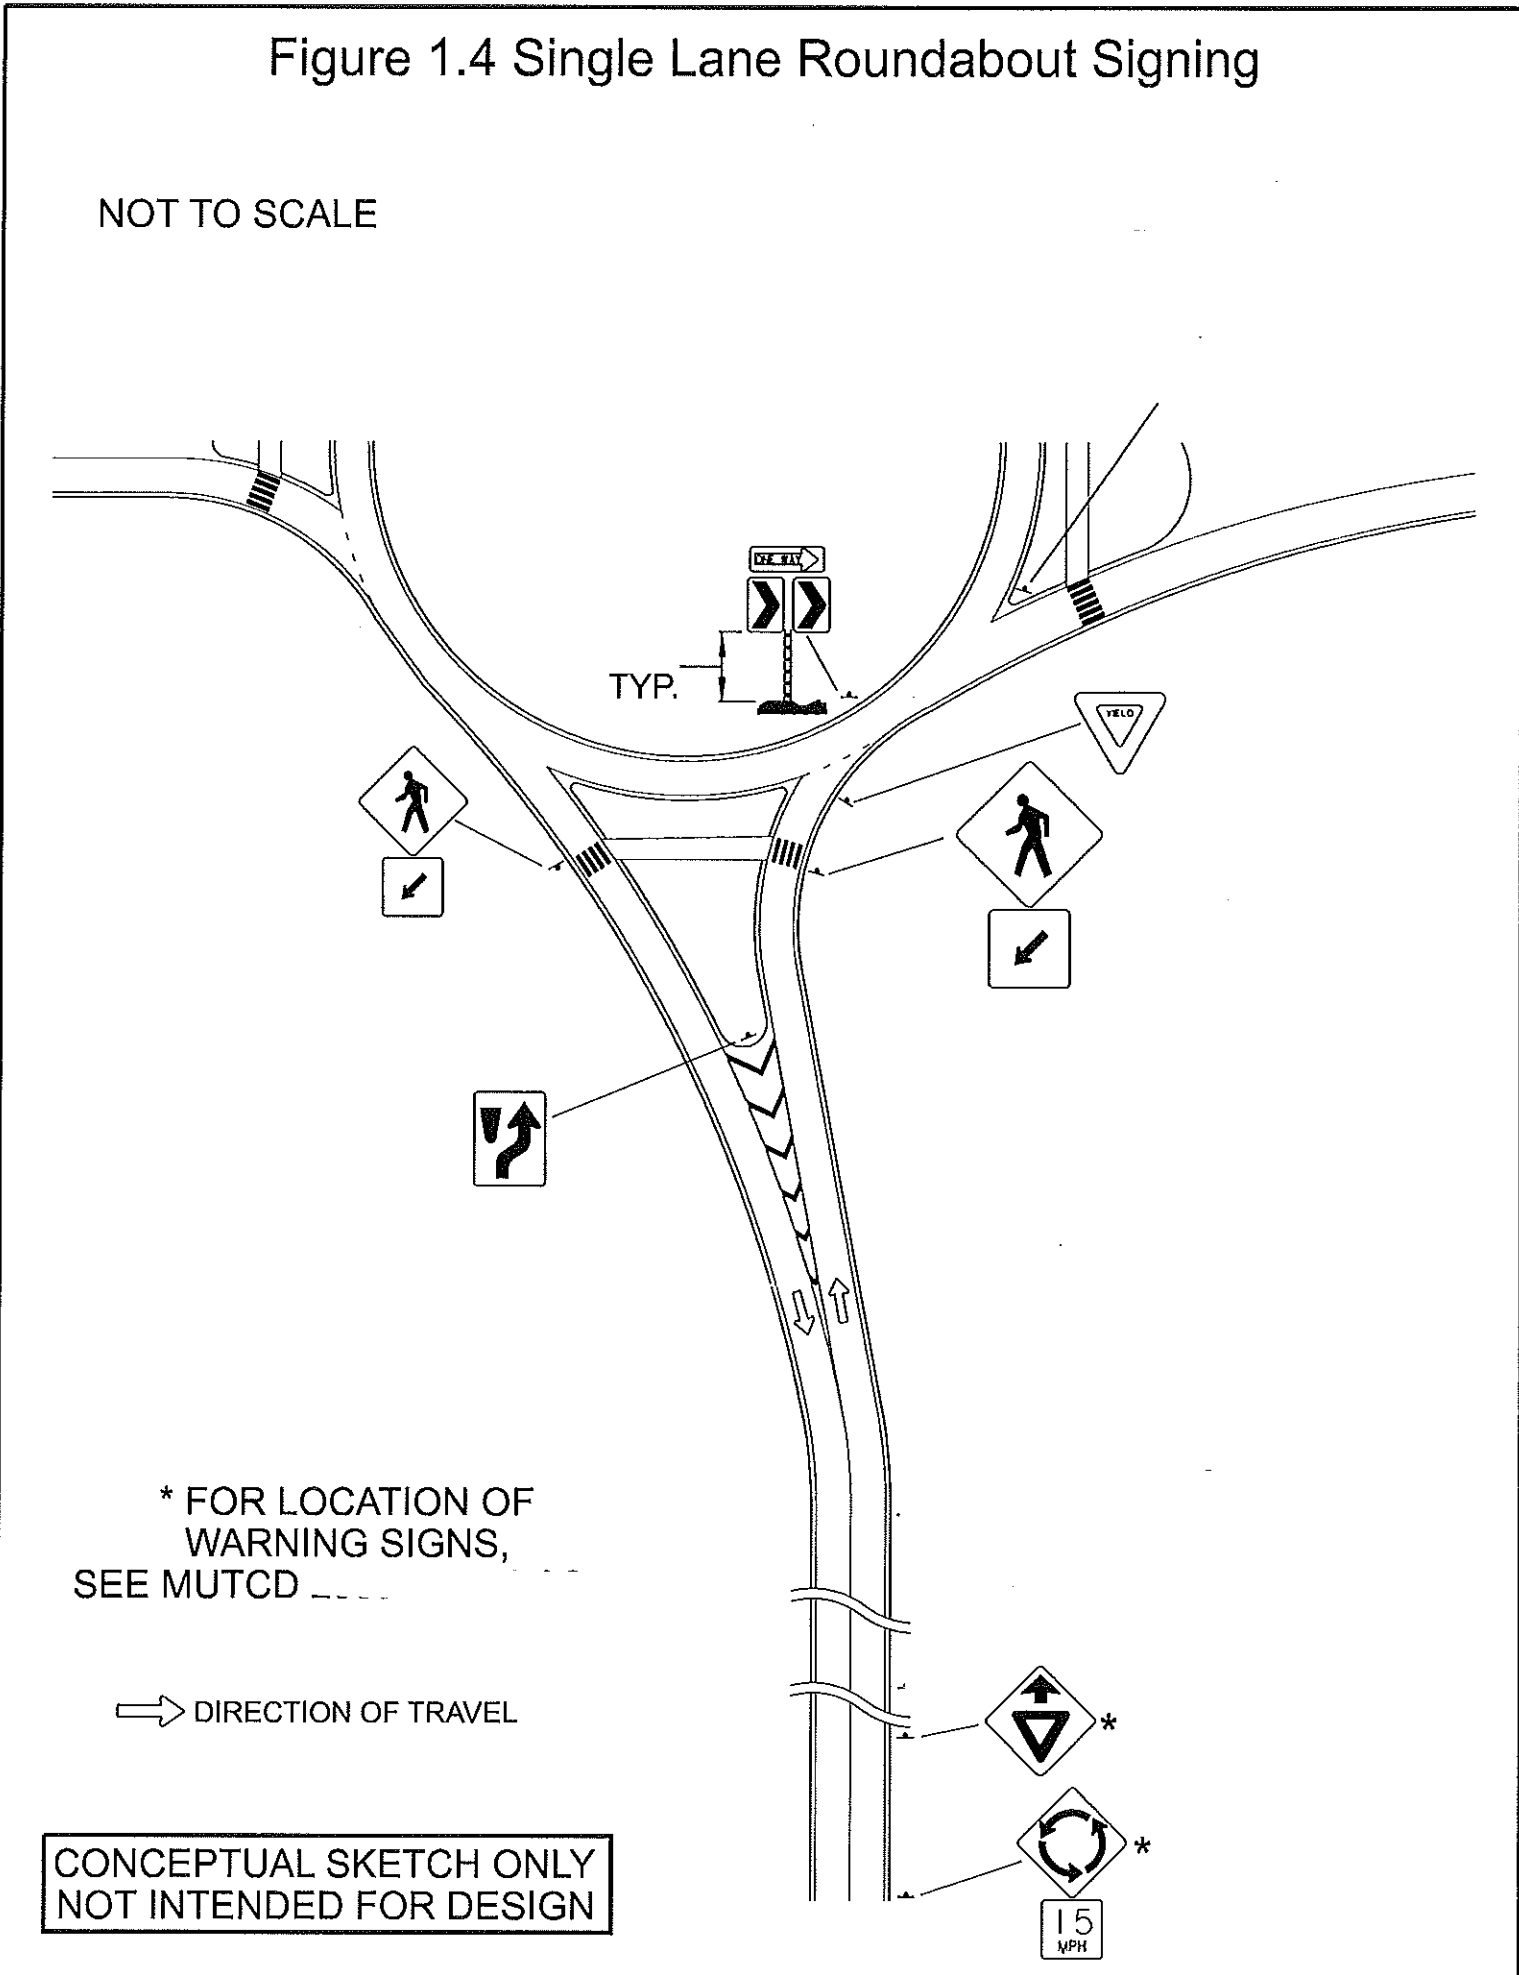 Figure 1.4 Single Lane Roundabout Signing
NOT TO SCALE
ONE WAY
TYP.
YIELD
* FOR LOCATION OF
WARNING SIGNS,
SEE MUTCD
DIRECTION OF TRAVEL
*
*
15
MPH
CONCEPTUAL SKETCH ONLY
NOT INTENDED FOR DESIGN